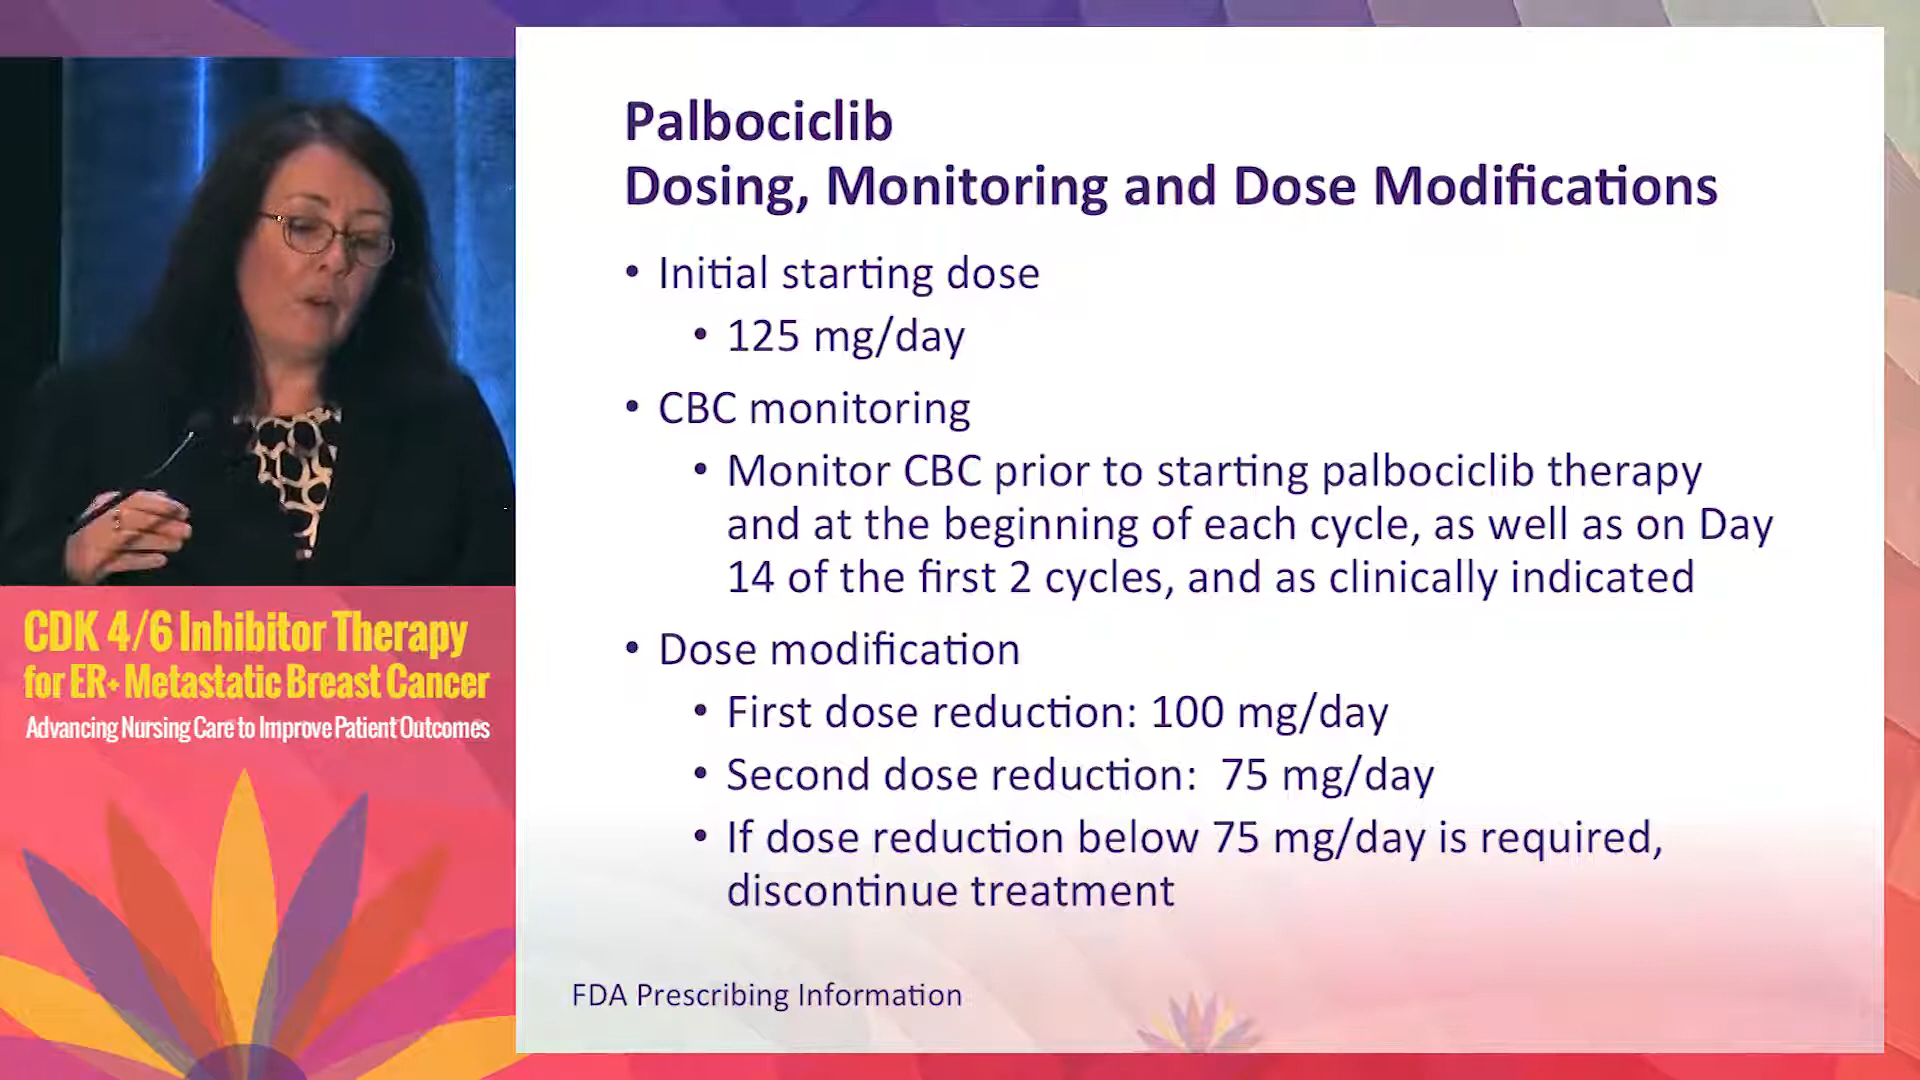 Palbociclib
Dosing, Monitoring and Dose Modifications
• Initial starting dose
• 125 mg/day
• CBC monitoring
• Monitor CBC prior to starting palbociclib therapy
and at the beginning of each cycle, as well as on Day
14 of the first 2 cycles, and as clinically indicated
• Dose modification
• First dose reduction: 100 mg/day
• Second dose reduction:  75 mg/day
• If dose reduction below 75 mg/day is required,
discontinue treatment
FDA Prescribing Information
CDK 4/6 Inhibitor Therapy
for ER+ Metastatic Breast Cancer
Advancing Nursing Care to Improve Patient Outcomes